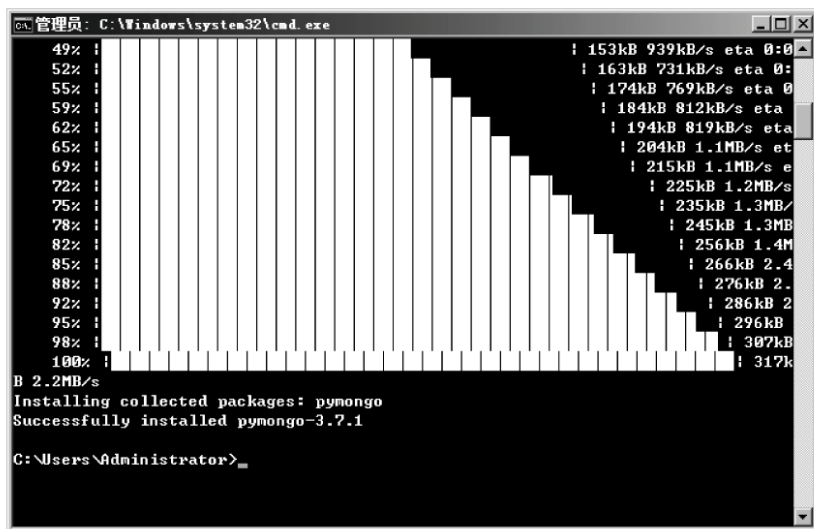 管理员: C:\Windows\system32\cmd.exe
49% | 153kB 939kB/s eta 0:0
52% | 163kB 731kB/s eta 0:
55% | 174kB 769kB/s eta 0
59% | 184kB 812kB/s eta
62% | 194kB 819kB/s eta
65% | 204kB 1.1MB/s et
69% | 215kB 1.1MB/s e
72% | 225kB 1.2MB/s
75% | 235kB 1.3MB/
78% | 245kB 1.3MB
82% | 256kB 1.4M
85% | 266kB 2.4
88% | 276kB 2.
92% | 286kB 2
95% | 296kB
98% | 307kB
100% | 317k
B 2.2MB/s
Installing collected packages: pymongo
Successfully installed pymongo-3.7.1
C:\Users\Administrator>_